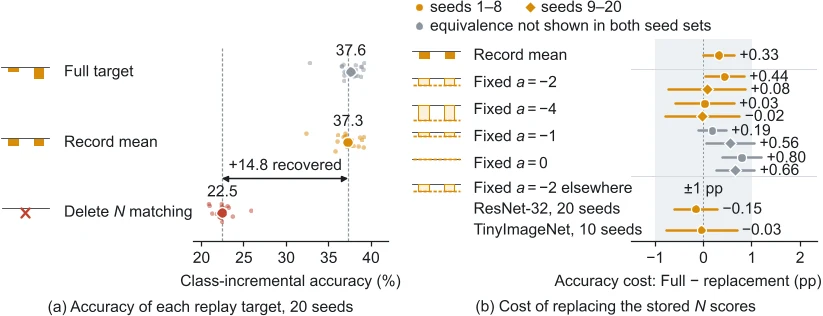 seeds 1–8 seeds 9–20
equivalence not shown in both seed sets
Full target
37.6
Record mean
37.3
+14.8 recovered
22.5
Delete N matching
20 25 30 35 40
Class-incremental accuracy (%)
(a) Accuracy of each replay target, 20 seeds
Record mean
+0.33
Fixed a = −2
+0.44
+0.08
Fixed a = −4
+0.03
−0.02
Fixed a = −1
+0.19
+0.56
Fixed a = 0
+0.80
+0.66
Fixed a = −2 elsewhere
±1 pp
ResNet-32, 20 seeds
−0.15
TinyImageNet, 10 seeds
−0.03
−1 0 1 2
Accuracy cost: Full − replacement (pp)
(b) Cost of replacing the stored N scores